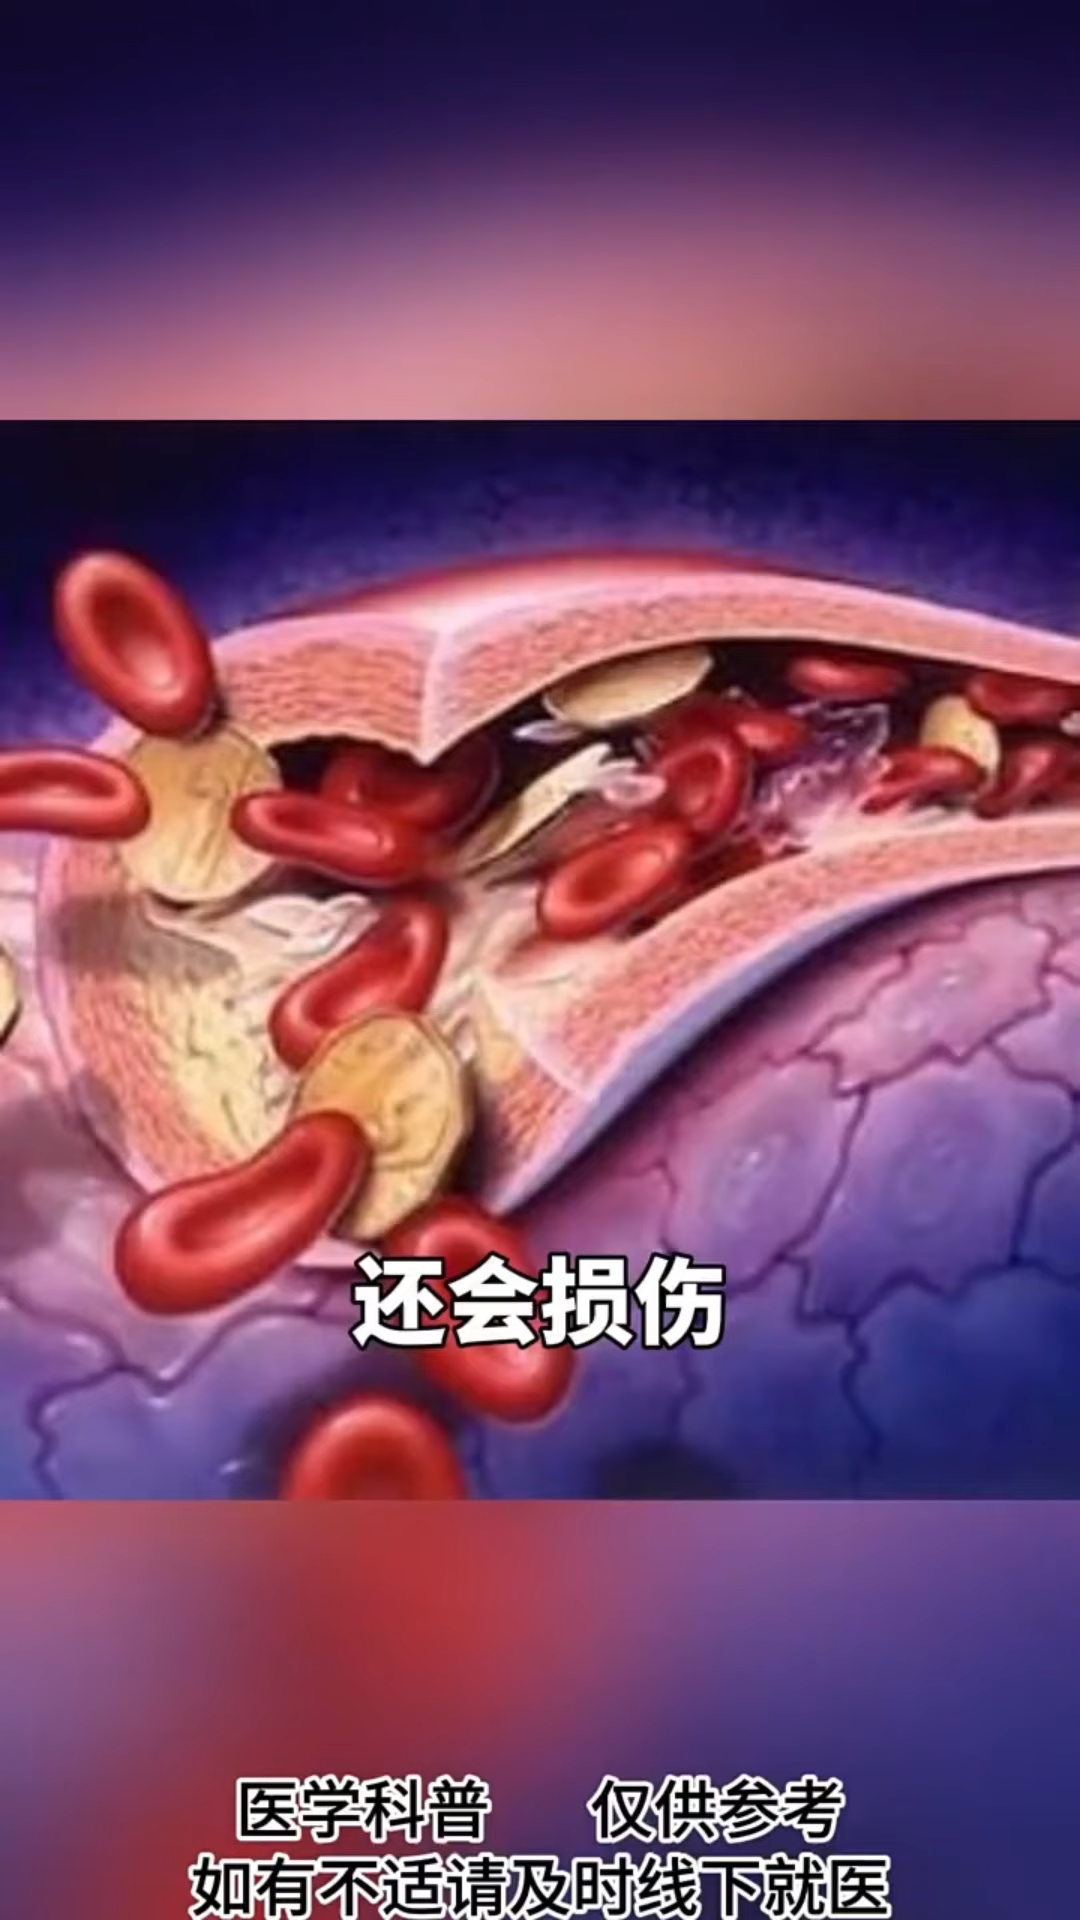 还会损伤
医学科普 仅供参考
如有不适请及时线下就医